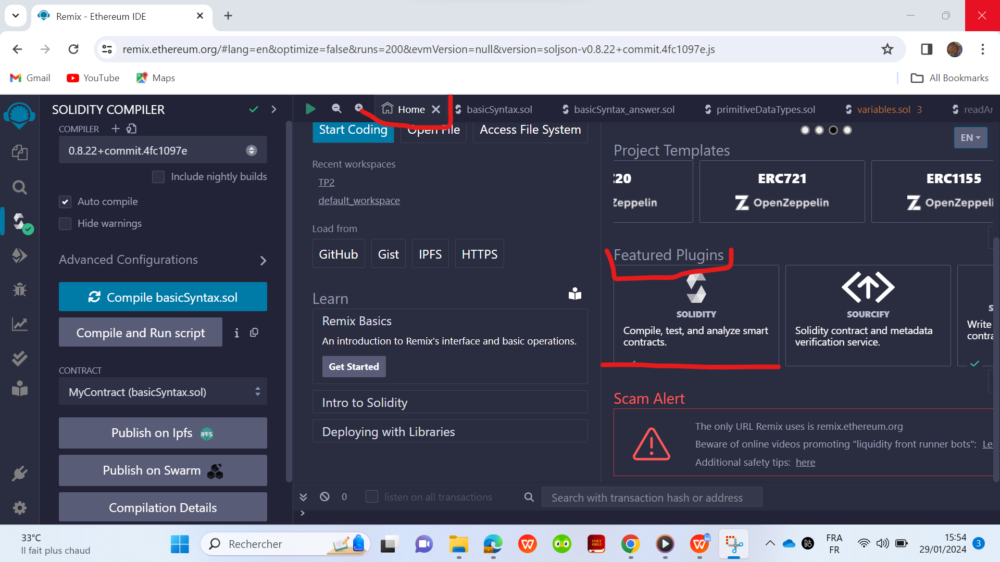 Remix - Ethereum IDE
remix.ethereum.org/#lang=en&optimize=false&runs=200&evmVersion=null&version=soljson-v0.8.22+commit.4fc1097e.js
Gmail YouTube Maps All Bookmarks
SOLIDITY COMPILER
COMPILER
0.8.22+commit.4fc1097e
Include nightly builds
Auto compile
Hide warnings
Advanced Configurations
Compile basicSyntax.sol
Compile and Run script
CONTRACT
MyContract (basicSyntax.sol)
Publish on Ipfs IPFS
Publish on Swarm
Compilation Details
Home basicSyntax.sol basicSyntax_answer.sol primitiveDataTypes.sol variables.sol 3 readAr
Start Coding Open File Access File System
Recent workspaces
TP2
default_workspace
Load from
GitHub Gist IPFS HTTPS
Learn
Remix Basics
An introduction to Remix's interface and basic operations.
Get Started
Intro to Solidity
Deploying with Libraries
EN
Project Templates
20 ERC721 ERC1155
Zeppelin OpenZeppelin OpenZeppeli
Featured Plugins
SOLIDITY
Compile, test, and analyze smart
contracts.
SOURCIFY
Solidity contract and metadata
verification service.
S
Write
contra
Scam Alert
The only URL Remix uses is remix.ethereum.org
Beware of online videos promoting "liquidity front runner bots": Le
Additional safety tips: here
0 listen on all transactions Search with transaction hash or address
>
33°C
Il fait plus chaud
Rechercher
HOLY BIBLE
FRA
FR
15:54
29/01/2024
3